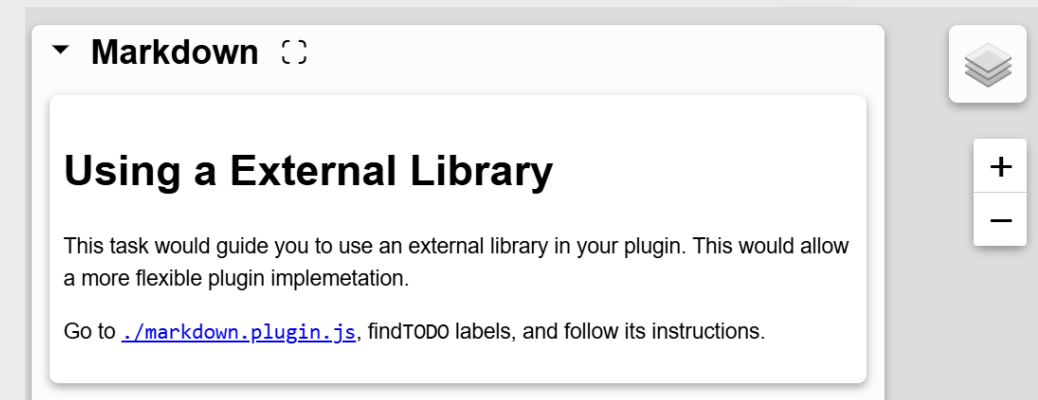 Markdown
Using a External Library
This task would guide you to use an external library in your plugin. This would allow
a more flexible plugin implemetation.
Go to ./markdown.plugin.js, findTODO labels, and follow its instructions.
+
−